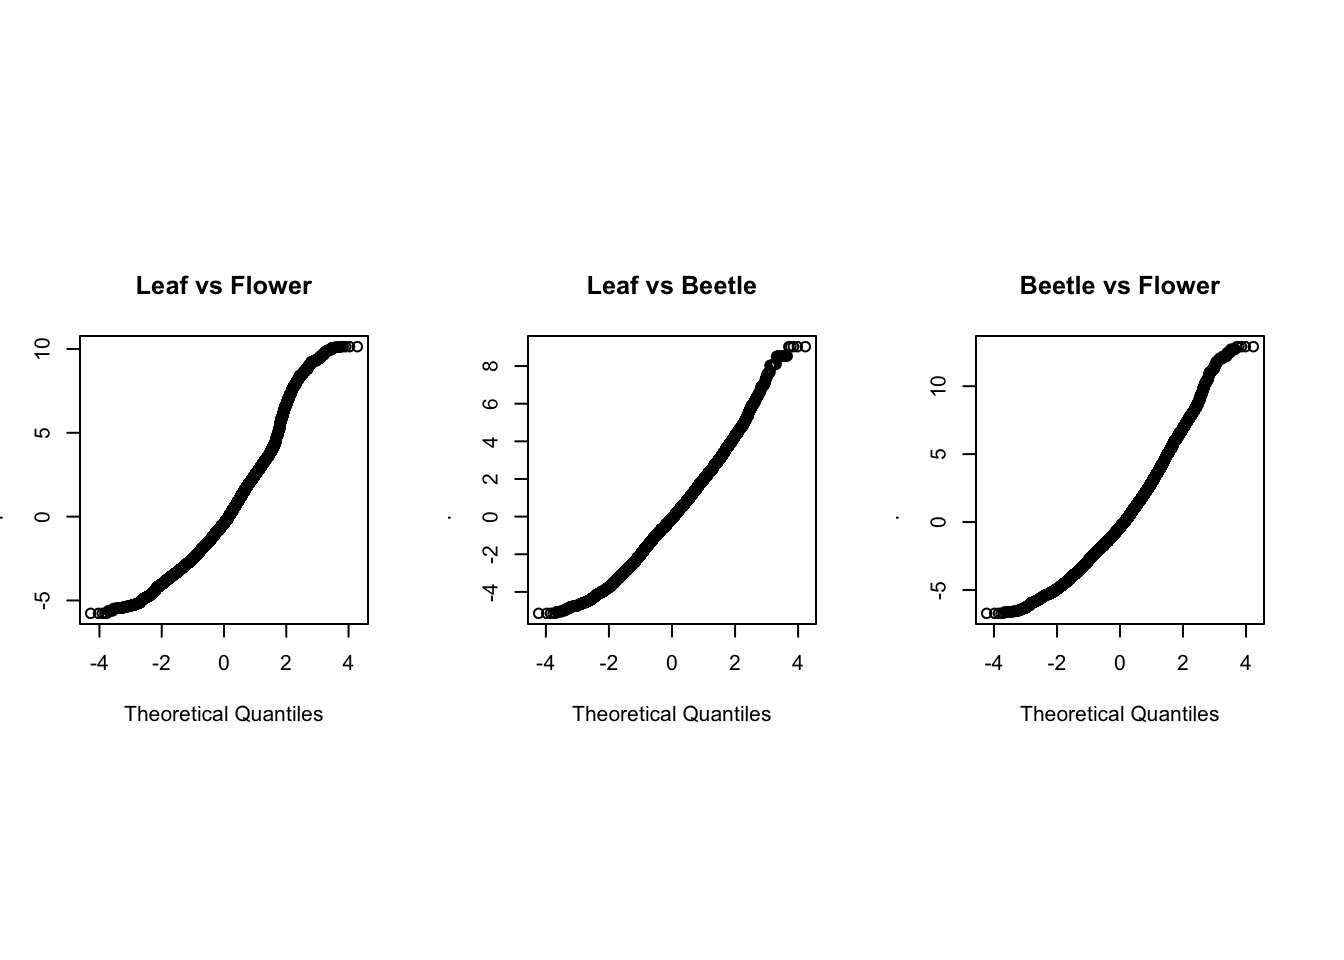 Leaf vs Flower
10
5
0
-5
-4 -2 0 2 4
Theoretical Quantiles
Leaf vs Beetle
8
6
4
2
0
-2
-4
-4 -2 0 2 4
Theoretical Quantiles
Beetle vs Flower
10
5
0
-5
-4 -2 0 2 4
Theoretical Quantiles